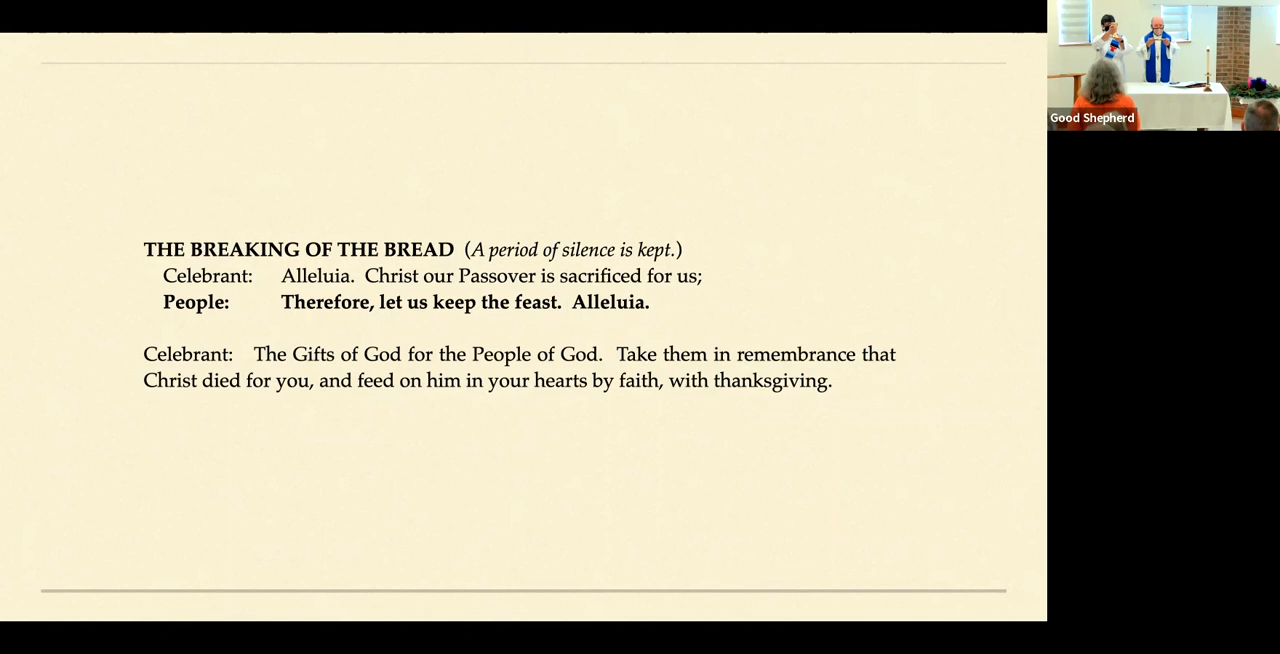 THE BREAKING OF THE BREAD (A period of silence is kept.)
Celebrant: Alleluia. Christ our Passover is sacrificed for us;
People: Therefore, let us keep the feast. Alleluia.
Celebrant: The Gifts of God for the People of God. Take them in remembrance that
Christ died for you, and feed on him in your hearts by faith, with thanksgiving.
Good Shepherd